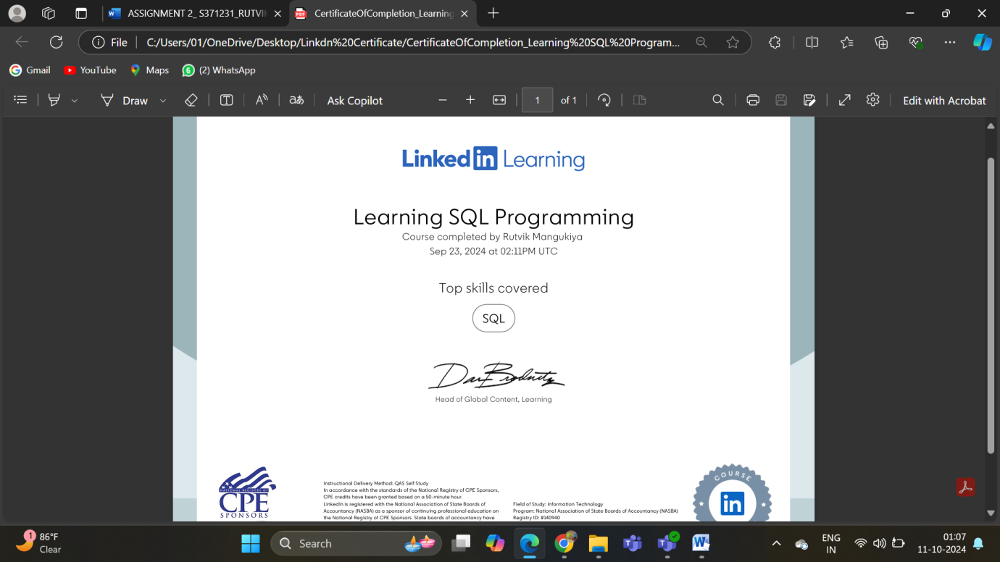 ASSIGNMENT 2_ S371231_RUTVIK
CertificateOfCompletion_Learning
File
C:/Users/01/OneDrive/Desktop/Linkdn%20Certificate/CertificateOfCompletion_Learning%20SQL%20Program...
Gmail
YouTube
Maps
(2) WhatsApp
Draw
Ask Copilot
1
of 1
Edit with Acrobat
Linked in Learning
Learning SQL Programming
Course completed by Rutvik Mangukiya
Sep 23, 2024 at 02:11PM UTC
Top skills covered
SQL
Head of Global Content, Learning
NATIONAL REGISTRY OF
CPE
SPONSORS
Instructional Delivery Method: QAS Self Study
In accordance with the standards of the National Registry of CPE Sponsors,
CPE credits have been granted based on a 50-minute hour.
LinkedIn is registered with the National Association of State Boards of
Accountancy (NASBA) as a sponsor of continuing professional education on
the National Registry of CPE Sponsors. State boards of accountancy have
Field of Study: Information Technology
Program: National Association of State Boards of Accountancy (NASBA)
Registry ID: #140940
COURSE
in
1
86°F
Clear
Search
ENG
IN
01:07
11-10-2024